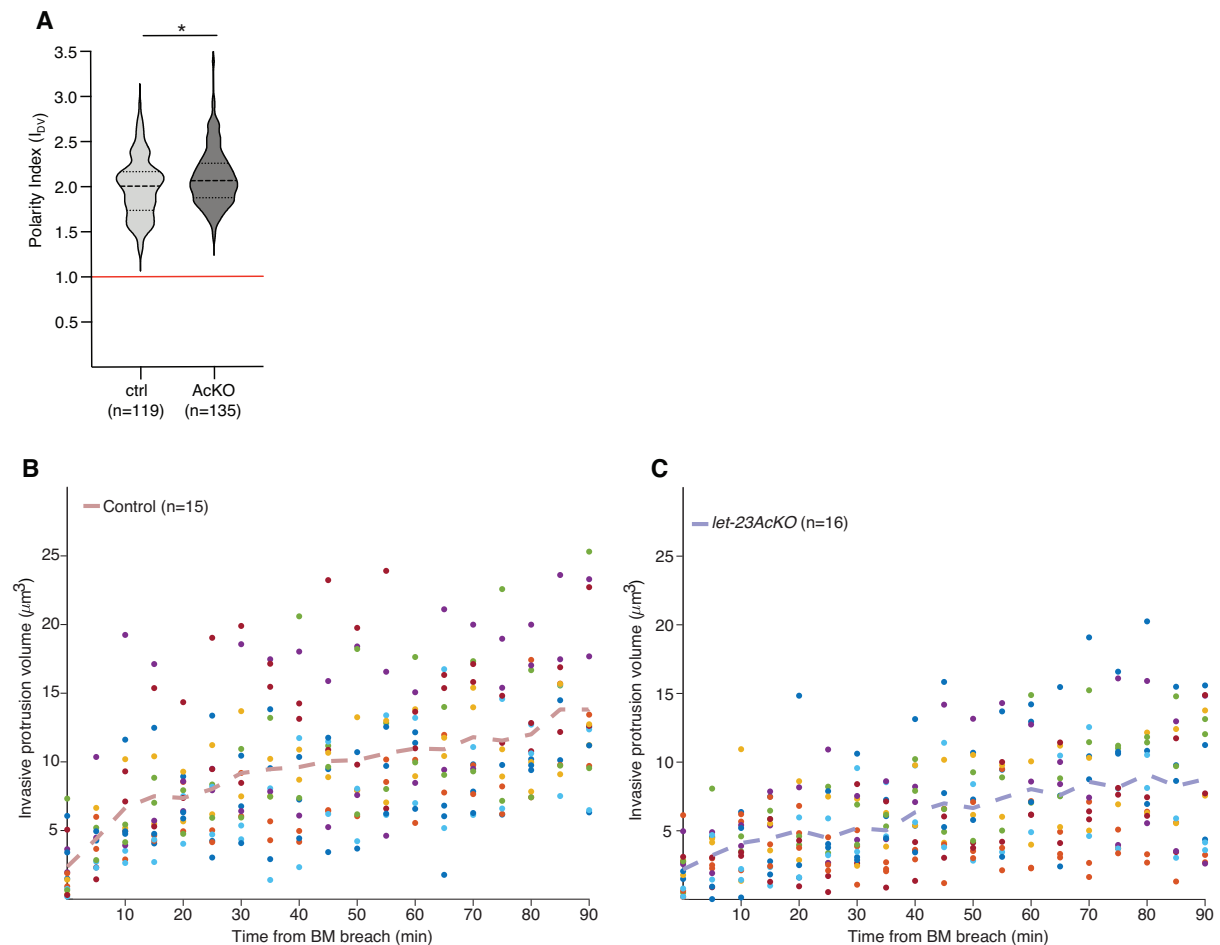 A
*
3.5
3.0
2.5
2.0
1.5
1.0
0.5
Polarity Index (I_DV)
ctrl
(n=119)
AcKO
(n=135)
B
Control (n=15)
25
20
15
10
5
Invasive protrusion volume (μm³)
10 20 30 40 50 60 70 80 90
Time from BM breach (min)
C
let-23AcKO (n=16)
25
20
15
10
5
Invasive protrusion volume (μm³)
10 20 30 40 50 60 70 80 90
Time from BM breach (min)